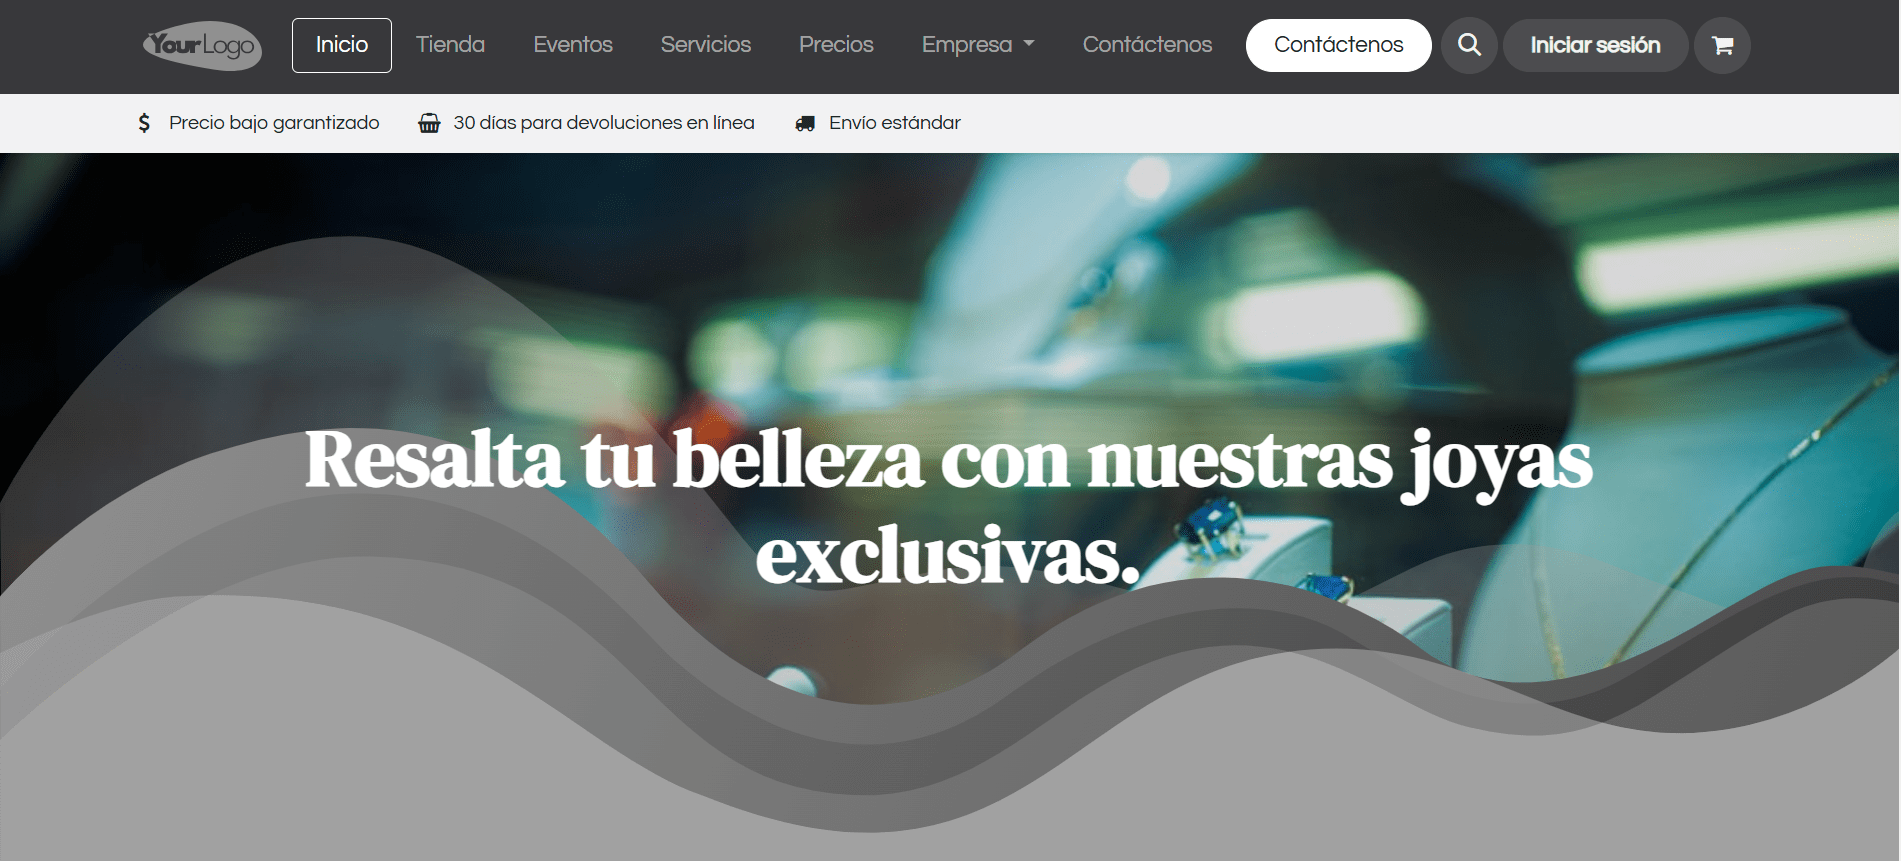 YourLogo
Inicio
Tienda
Eventos
Servicios
Precios
Empresa
Contáctenos
Contáctenos
Iniciar sesión
Precio bajo garantizado
30 días para devoluciones en línea
Envío estándar
Resalta tu belleza con nuestras joyas
exclusivas.